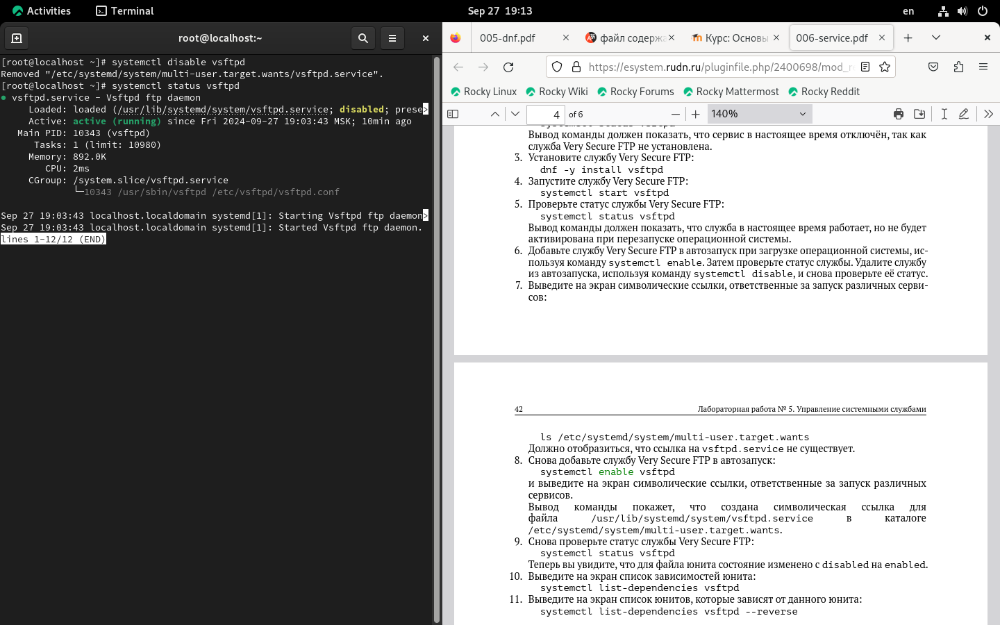 Activities
Terminal
Sep 27 19:13
en
root@localhost:~
[root@localhost ~]# systemctl disable vsftpd
Removed "/etc/systemd/system/multi-user.target.wants/vsftpd.service".
[root@localhost ~]# systemctl status vsftpd
● vsftpd.service - Vsftpd ftp daemon
Loaded: loaded (/usr/lib/systemd/system/vsftpd.service; disabled; prese>
Active: active (running) since Fri 2024-09-27 19:03:43 MSK; 10min ago
Main PID: 10343 (vsftpd)
Tasks: 1 (limit: 10980)
Memory: 892.0K
CPU: 2ms
CGroup: /system.slice/vsftpd.service
└─10343 /usr/sbin/vsftpd /etc/vsftpd/vsftpd.conf
Sep 27 19:03:43 localhost.localdomain systemd[1]: Starting Vsftpd ftp daemon>
Sep 27 19:03:43 localhost.localdomain systemd[1]: Started Vsftpd ftp daemon.
lines 1-12/12 (END)
005-dnf.pdf
файл содержа
Курс: Основы
006-service.pdf
https://esystem.rudn.ru/pluginfile.php/2400698/mod_r
Rocky Linux
Rocky Wiki
Rocky Forums
Rocky Mattermost
Rocky Reddit
4 of 6
140%
Вывод команды должен показать, что сервис в настоящее время отключён, так как
служба Very Secure FTP не установлена.
3. Установите службу Very Secure FTP:
dnf -y install vsftpd
4. Запустите службу Very Secure FTP:
systemctl start vsftpd
5. Проверьте статус службы Very Secure FTP:
systemctl status vsftpd
Вывод команды должен показать, что служба в настоящее время работает, но не будет
активирована при перезапуске операционной системы.
6. Добавьте службу Very Secure FTP в автозапуск при загрузке операционной системы, ис-
пользуя команду systemctl enable. Затем проверьте статус службы. Удалите службу
из автозапуска, используя команду systemctl disable, и снова проверьте её статус.
7. Выведите на экран символические ссылки, ответственные за запуск различных серви-
сов:
42 Лабораторная работа № 5. Управление системными службами
ls /etc/systemd/system/multi-user.target.wants
Должно отобразиться, что ссылка на vsftpd.service не существует.
8. Снова добавьте службу Very Secure FTP в автозапуск:
systemctl enable vsftpd
и выведите на экран символические ссылки, ответственные за запуск различных
сервисов.
Вывод команды покажет, что создана символическая ссылка для
файла /usr/lib/systemd/system/vsftpd.service в каталоге
/etc/systemd/system/multi-user.target.wants.
9. Снова проверьте статус службы Very Secure FTP:
systemctl status vsftpd
Теперь вы увидите, что для файла юнита состояние изменено с disabled на enabled.
10. Выведите на экран список зависимостей юнита:
systemctl list-dependencies vsftpd
11. Выведите на экран список юнитов, которые зависят от данного юнита:
systemctl list-dependencies vsftpd --reverse